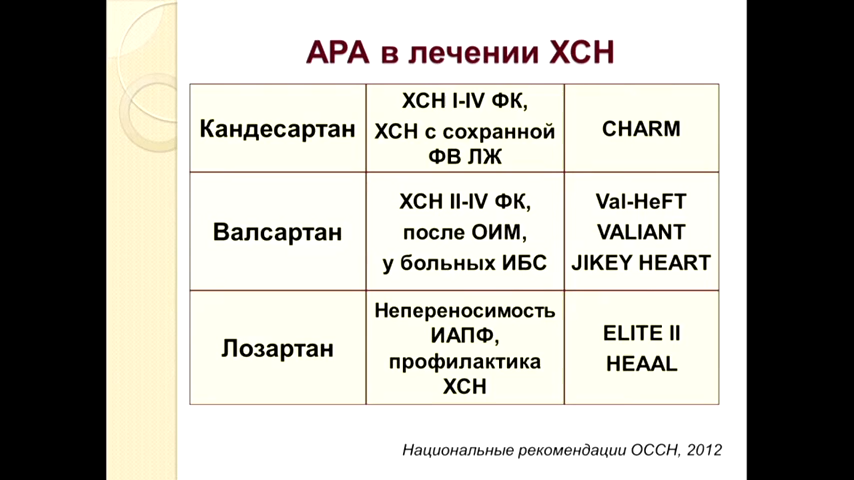 АРА в лечении ХСН
Кандесартан
ХСН I-IV ФК,
ХСН с сохранной
ФВ ЛЖ
CHARM
Валсартан
ХСН II-IV ФК,
после ОИМ,
у больных ИБС
Val-HeFT
VALIANT
JIKEY HEART
Лозартан
Непереносимость
ИАПФ,
профилактика
ХСН
ELITE II
HEAAL
Национальные рекомендации ОССН, 2012